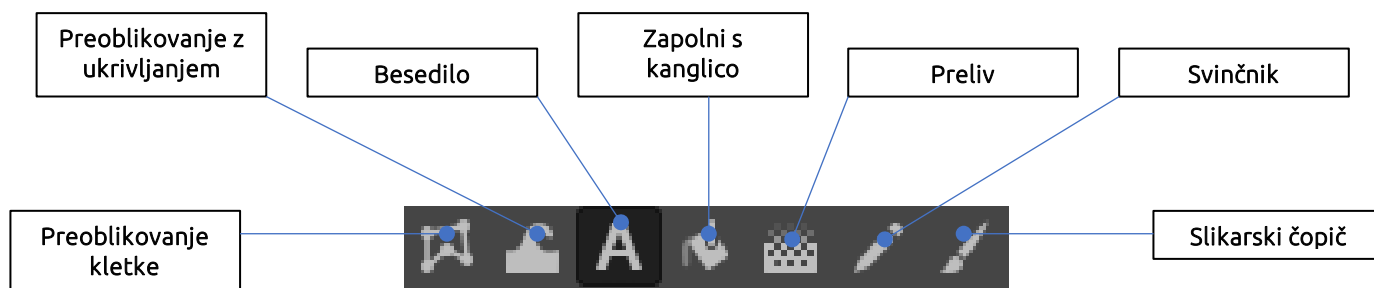 Preoblikovanje z
ukrivljanjem
Besedilo
Zapolni s
kanglico
Preliv
Svinčnik
Preoblikovanje
kletke
Slikarski čopič
A